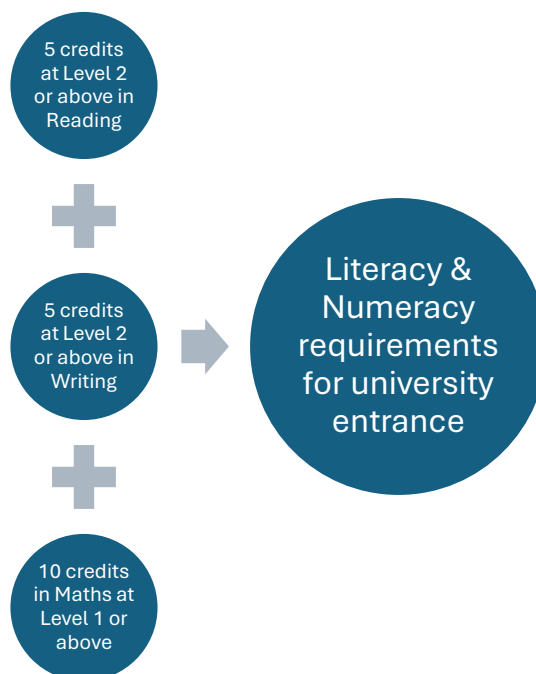 5 credits
at Level 2
or above in
Reading
5 credits
at Level 2
or above in
Writing
10 credits
in Maths at
Level 1 or
above
Literacy &
Numeracy
requirements
for university
entrance